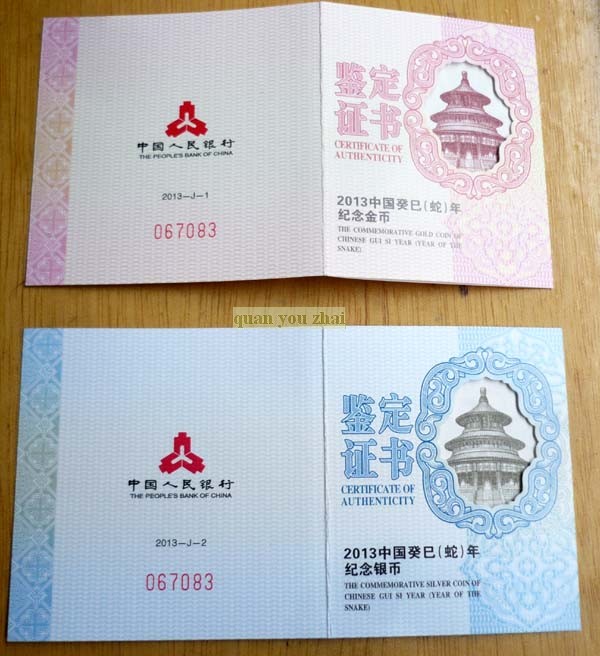 中国人民银行
THE PEOPLE'S BANK OF CHINA
2013—J—1
067083
鉴定
证书
CERTIFICATE OF
AUTHENTICITY
2013中国癸巳(蛇)年
纪念金币
THE COMMEMORATIVE GOLD COIN OF
CHINESE GUI SI YEAR (YEAR OF THE
SNAKE)
quan you zhai
中国人民银行
THE PEOPLE'S BANK OF CHINA
2013—J—2
067083
鉴定
证书
CERTIFICATE OF
AUTHENTICITY
2013中国癸巳(蛇)年
纪念银币
THE COMMEMORATIVE SILVER COIN OF
CHINESE GUI SI YEAR (YEAR OF THE
SNAKE)